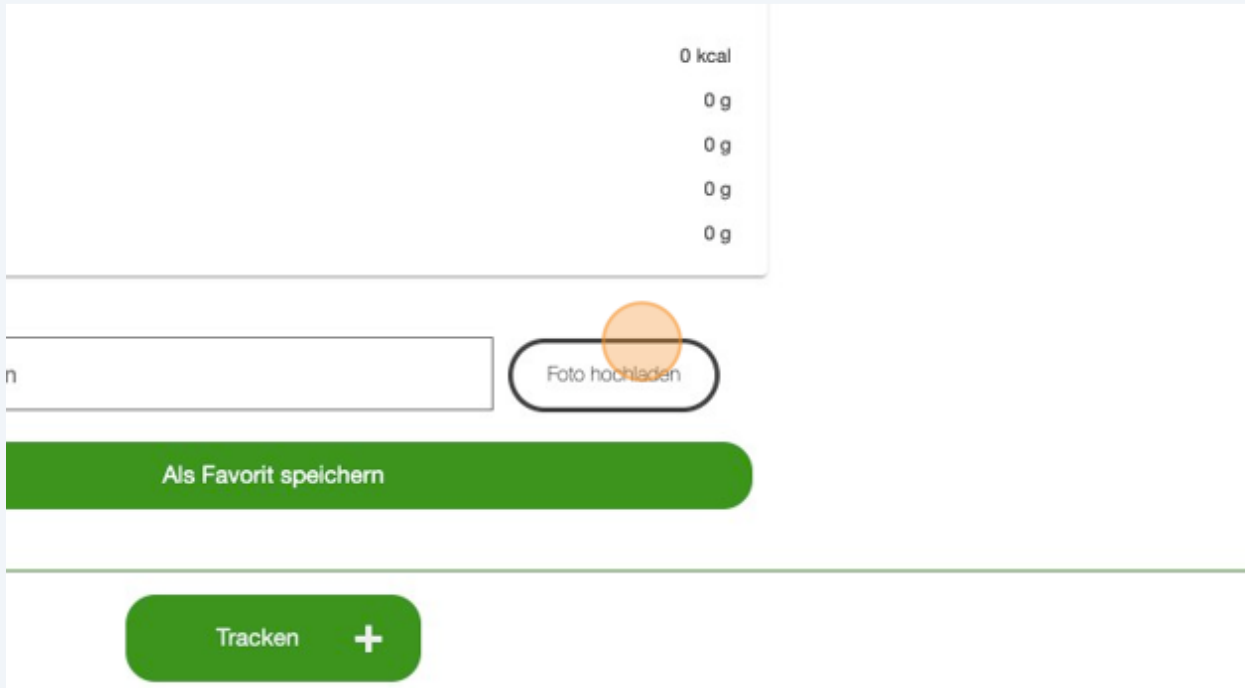 0 kcal
0 g
0 g
0 g
0 g
n
Foto hochladen
Als Favorit speichern
Tracken +